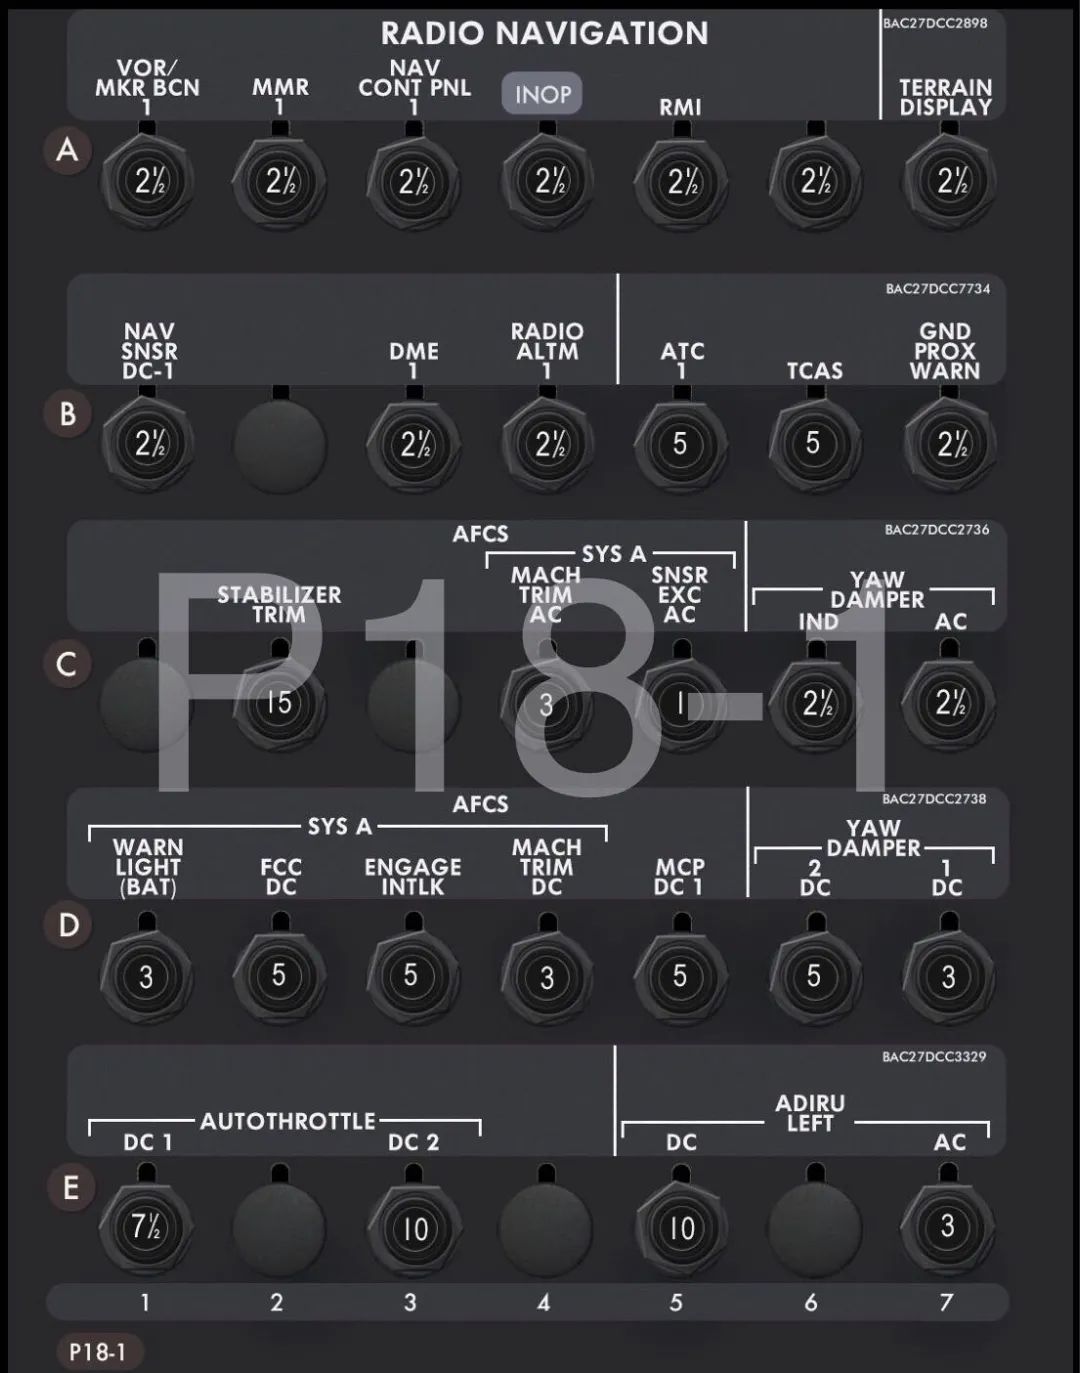 RADIO NAVIGATION
BAC27DCC2898
VOR/
MKR BCN
1
MMR
1
NAV
CONT PNL
1
INOP
RMI
TERRAIN
DISPLAY
A
2½ 2½ 2½ 2½ 2½ 2½ 2½
BAC27DCC7734
NAV
SNSR
DC-1
DME
1
RADIO
ALTM
1
ATC
1
TCAS
GND
PROX
WARN
B
2½ 2½ 2½ 5 5 2½
BAC27DCC2736
AFCS
SYS A
STABILIZER
TRIM
MACH
TRIM
AC
SNSR
EXC
AC
YAW
DAMPER
IND
AC
C
15 3 1 2½ 2½
P18-1
BAC27DCC2738
AFCS
SYS A
WARN
LIGHT
(BAT)
FCC
DC
ENGAGE
INTLK
MACH
TRIM
DC
MCP
DC 1
YAW
DAMPER
2
DC
1
DC
D
3 5 5 3 5 5 3
BAC27DCC3329
AUTOTHROTTLE
DC 1
DC 2
ADIRU
LEFT
DC
AC
E
7½ 10 10 3
1 2 3 4 5 6 7
P18-1